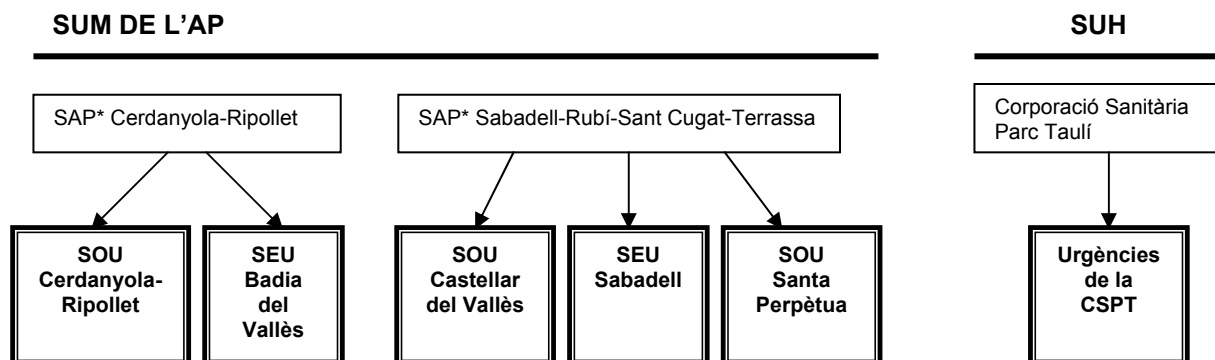 SUM DE L'AP
SUH
SAP* Cerdanyola-Ripollet
SAP* Sabadell-Rubí-Sant Cugat-Terrassa
Corporació Sanitària
Parc Taulí
SOU
Cerdanyola-
Ripollet
SEU
Badia
del
Vallès
SOU
Castellar
del Vallès
SEU
Sabadell
SOU
Santa
Perpètua
Urgències
de la
CSPT